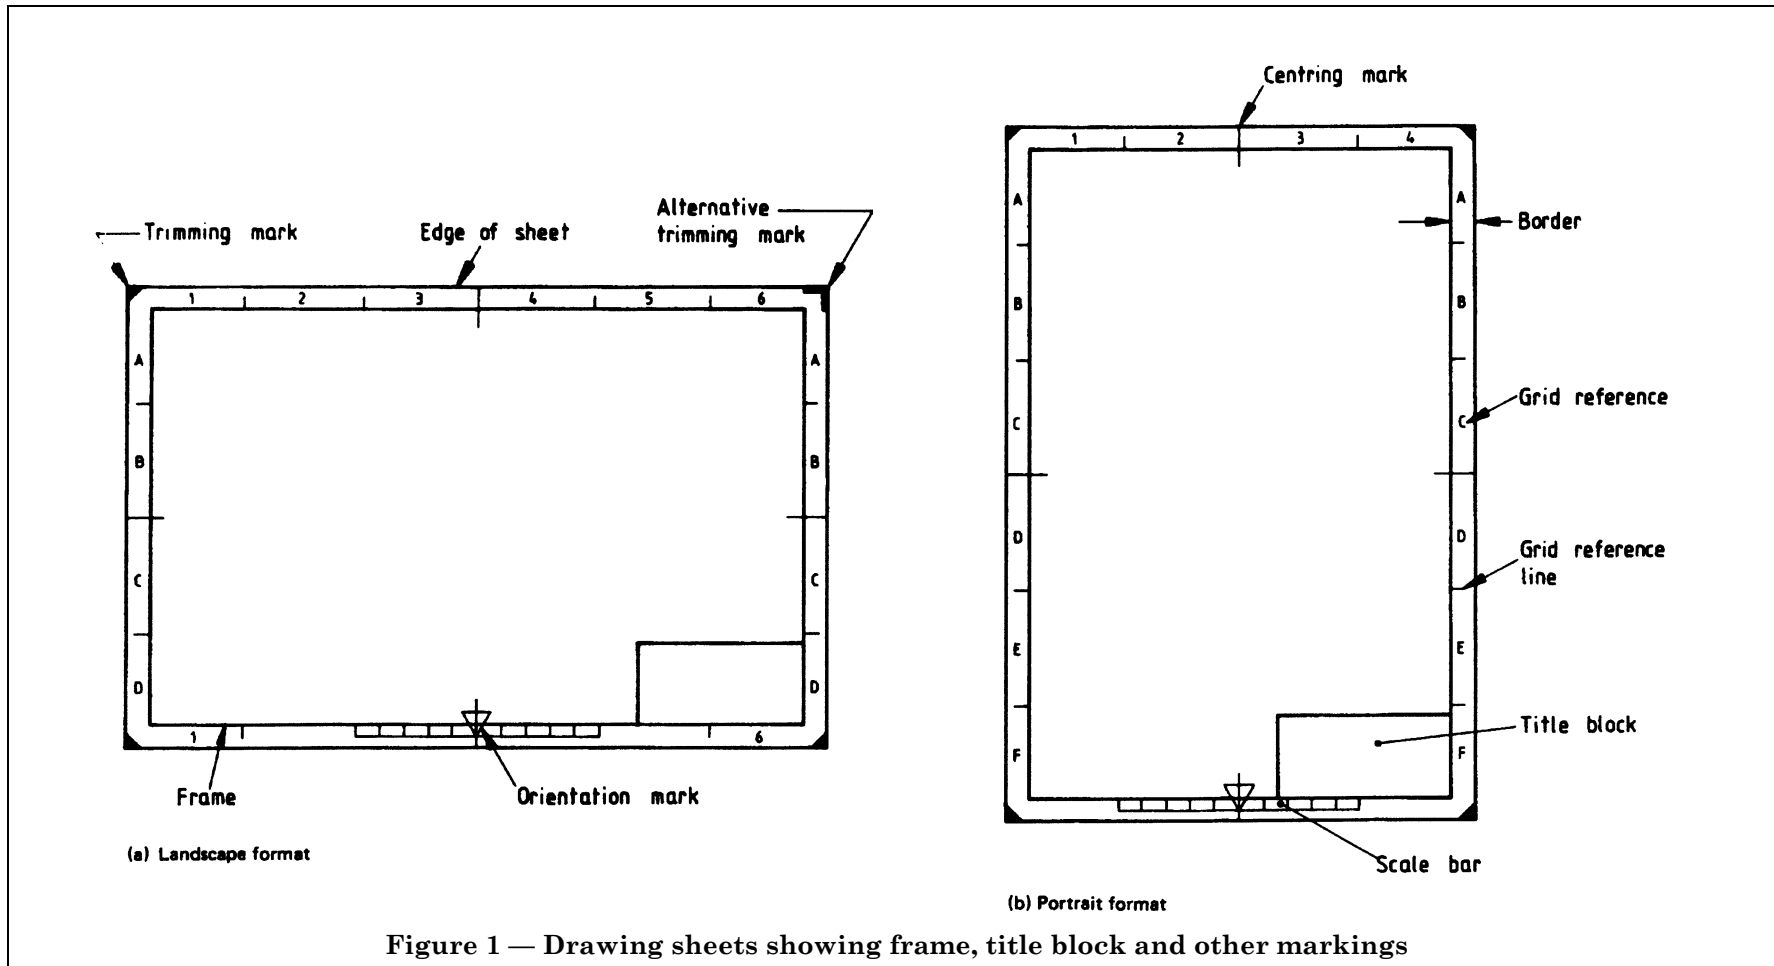 Centring mark
1 2 3 4
A A
Border
Alternative
trimming mark
Trimming mark
Edge of sheet
1 2 3 4 5 6
B B
A A
Grid reference
C C
B B
D D
Grid reference
line
C C
E E
D D
Title block
F F
1 6
Frame
Orientation mark
Scale bar
(a) Landscape format
(b) Portrait format
Figure 1 — Drawing sheets showing frame, title block and other markings